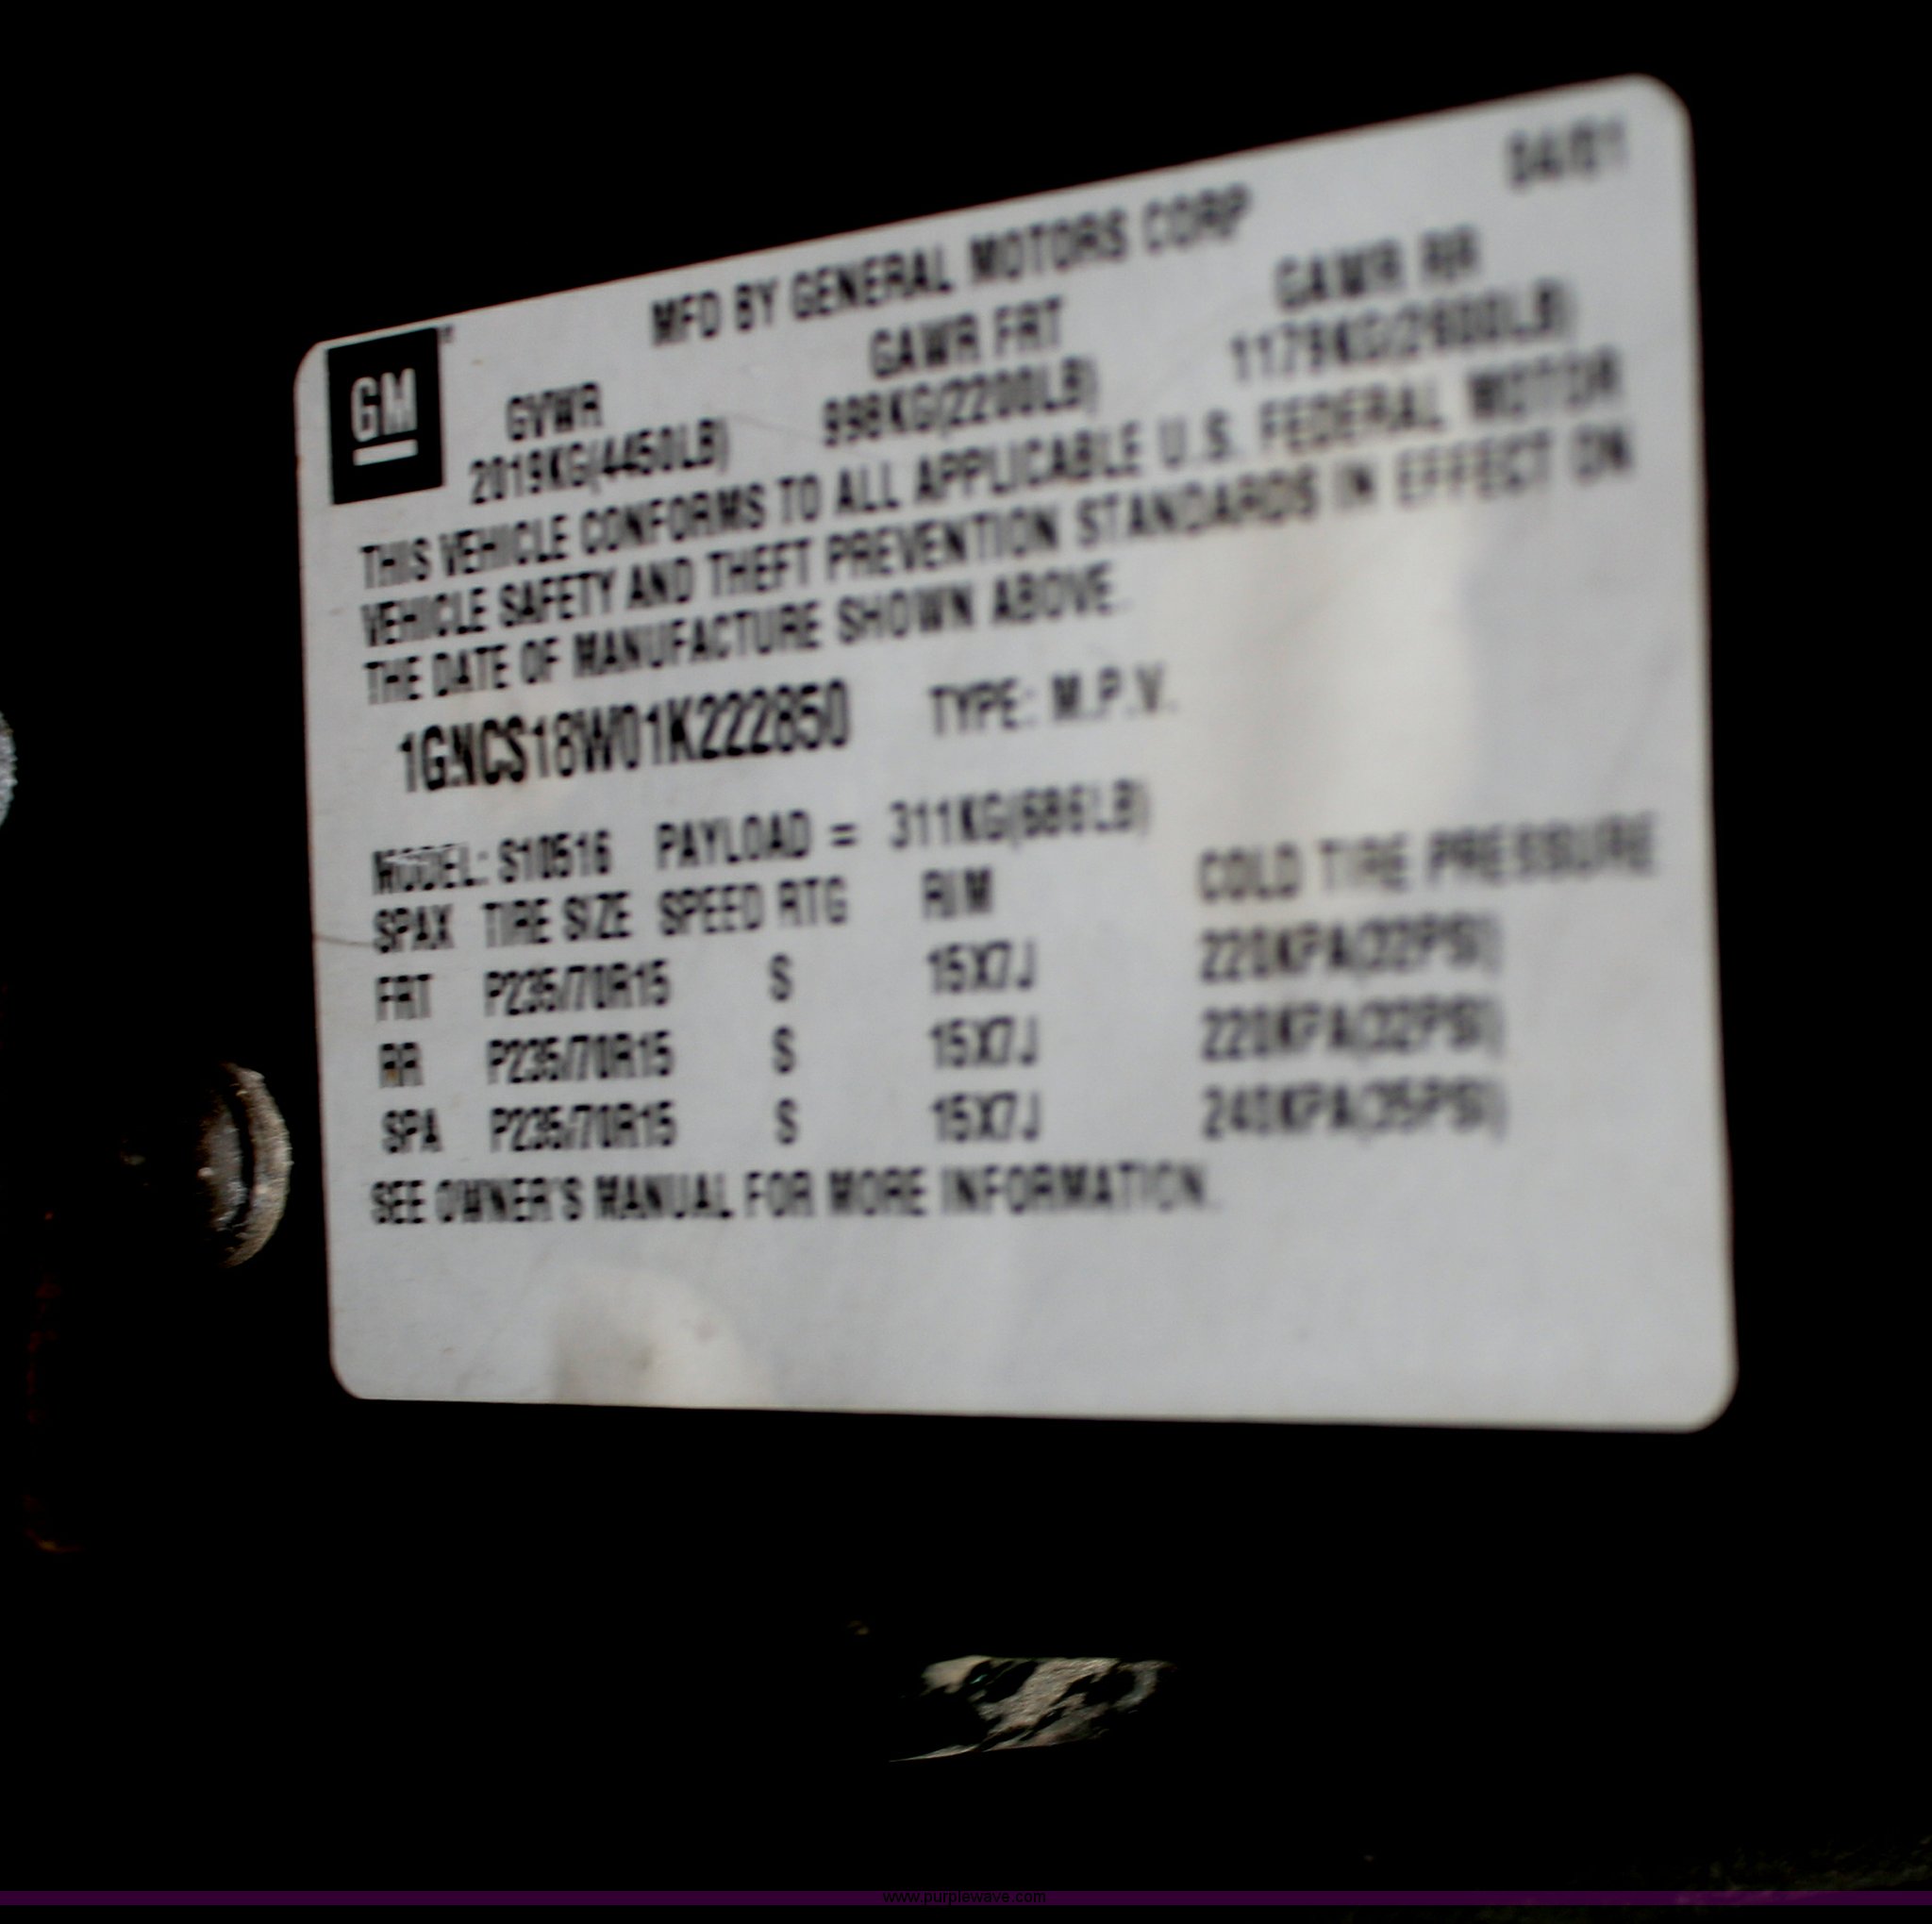 04/01
MFD BY GENERAL MOTORS CORP
GM
GVWR GAWR FRT GAWR RR
2019KG(4450LB) 998KG(2200LB) 1179KG(2600LB)
THIS VEHICLE CONFORMS TO ALL APPLICABLE U.S. FEDERAL MOTOR
VEHICLE SAFETY AND THEFT PREVENTION STANDARDS IN EFFECT ON
THE DATE OF MANUFACTURE SHOWN ABOVE.
1GNCS18W01K222850 TYPE: M.P.V.
MODEL: S10516 PAYLOAD = 311KG(686LB)
SPAX TIRE SIZE SPEED RTG RIM COLD TIRE PRESSURE
FRT P235/70R15 S 15X7J 220KPA(32PSI)
RR P235/70R15 S 15X7J 220KPA(32PSI)
SPA P235/70R15 S 15X7J 240KPA(35PSI)
SEE OWNER'S MANUAL FOR MORE INFORMATION.
www.purplewave.com